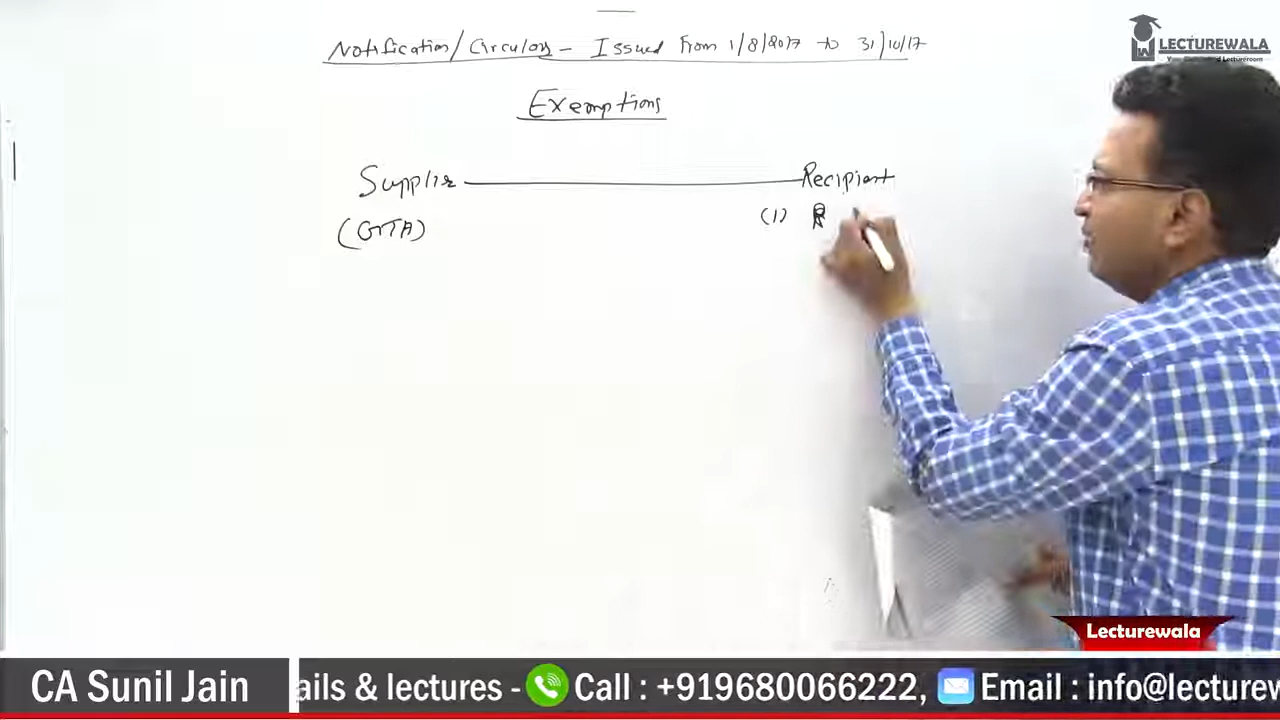 Notification/Circulars - Issued From 1/8/2017 to 31/10/17
LECTUREWALA
Exemptions
Supplier Recipient
(GTA) (1)
Lecturewala
CA Sunil Jain
ails & lectures - Call : +919680066222, Email : info@lecturew